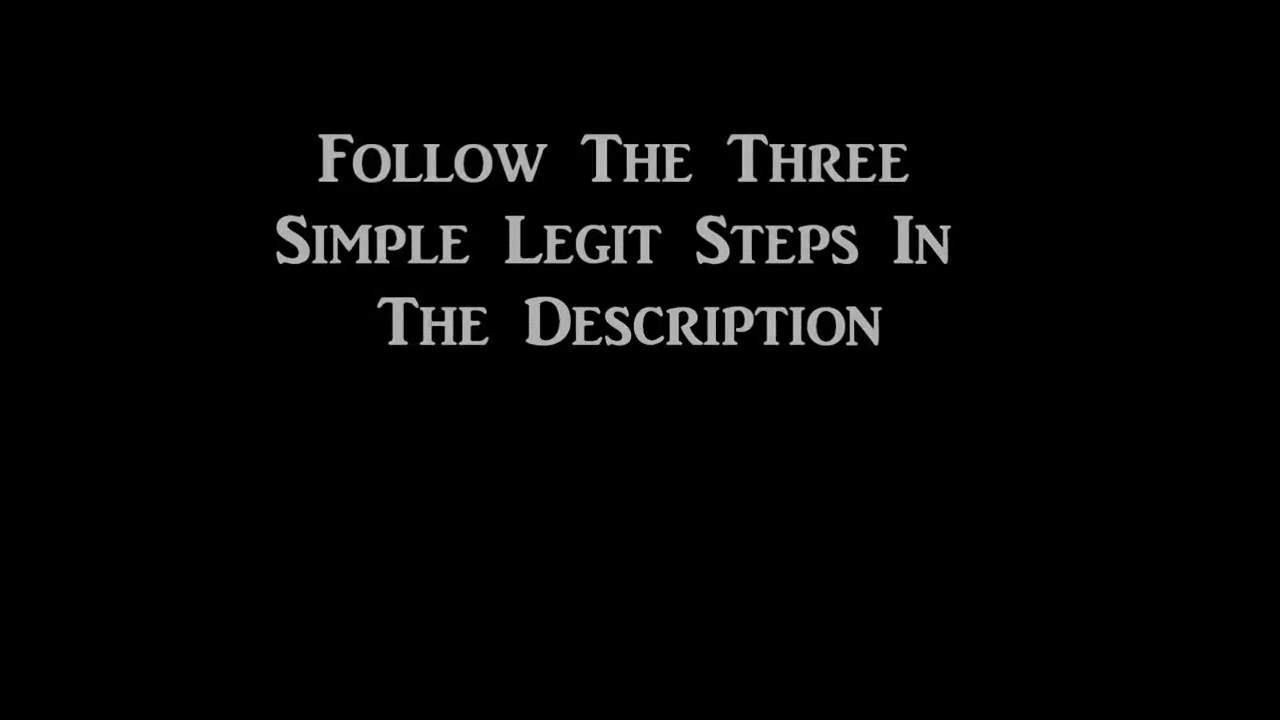 Follow The Three
Simple Legit Steps In
The Description